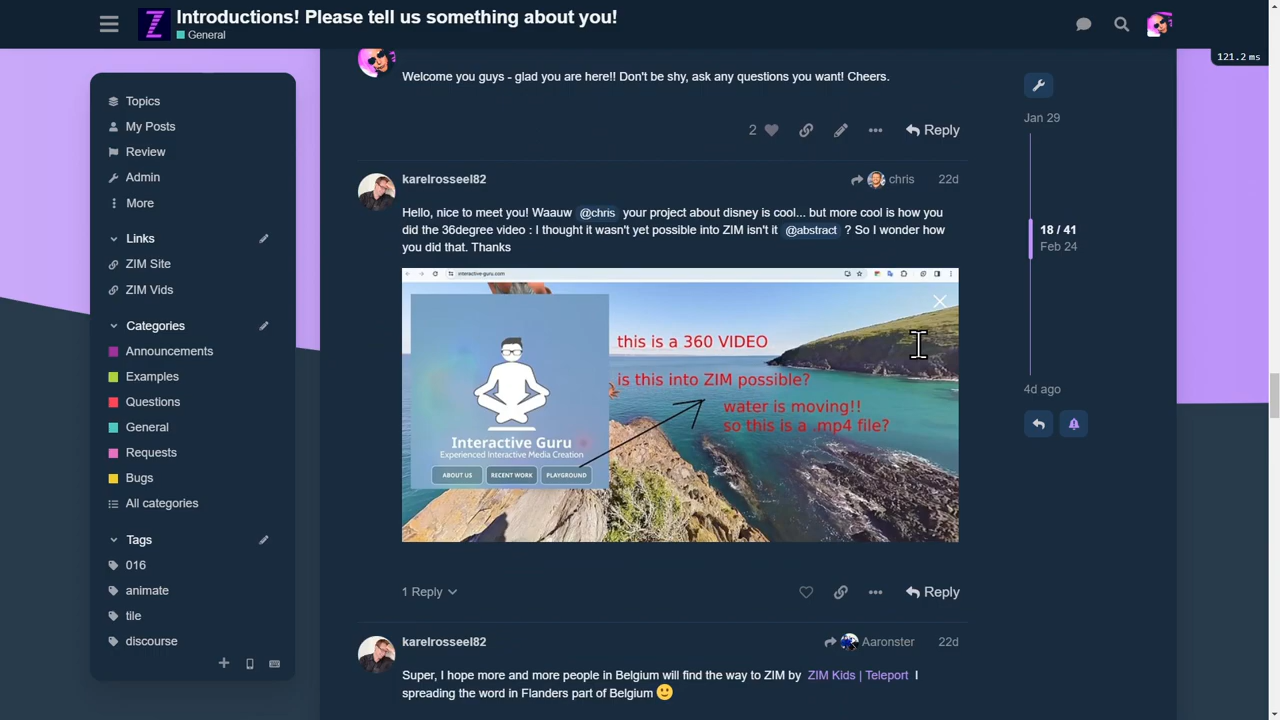 Introductions! Please tell us something about you!
General
121.2 ms
Topics
My Posts
Review
Admin
More
Links
ZIM Site
ZIM Vids
Categories
Announcements
Examples
Questions
General
Requests
Bugs
All categories
Tags
016
animate
tile
discourse
Welcome you guys - glad you are here!! Don't be shy, ask any questions you want! Cheers.
2
Reply
karelrosseel82
chris
22d
Hello, nice to meet you! Waauw @chris your project about disney is cool... but more cool is how you
did the 36degree video : I thought it wasn't yet possible into ZIM isn't it @abstract ? So I wonder how
you did that. Thanks
interactive-guru.com
this is a 360 VIDEO
is this into ZIM possible?
water is moving!!
so this is a .mp4 file?
Interactive Guru
Experienced Interactive Media Creation
ABOUT US
RECENT WORK
PLAYGROUND
1 Reply
Reply
karelrosseel82
Aaronster
22d
Super, I hope more and more people in Belgium will find the way to ZIM by ZIM Kids | Teleport I
spreading the word in Flanders part of Belgium
Jan 29
18 / 41
Feb 24
4d ago